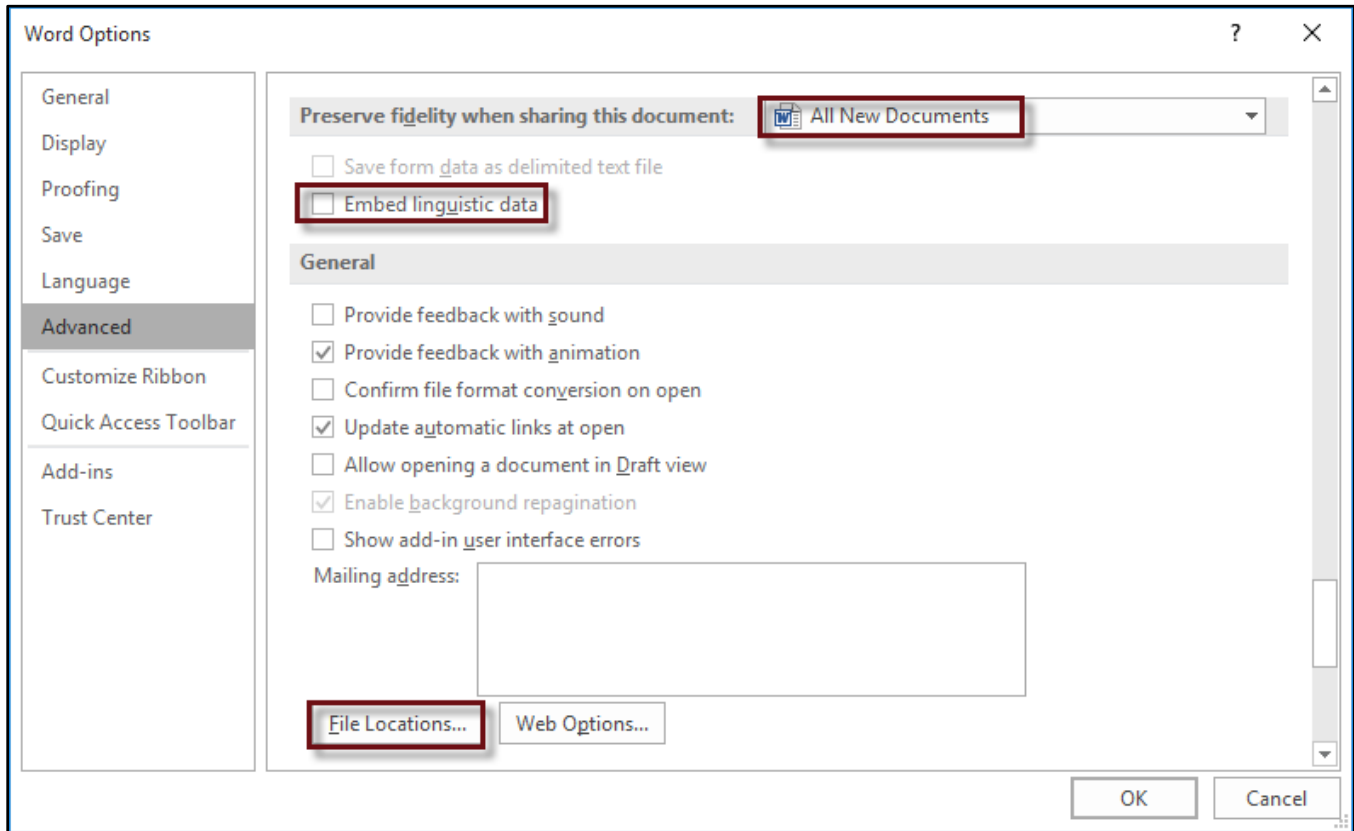 Word Options
?
General
Display
Proofing
Save
Language
Advanced
Customize Ribbon
Quick Access Toolbar
Add-ins
Trust Center
Preserve fidelity when sharing this document: All New Documents
Save form data as delimited text file
Embed linguistic data
General
Provide feedback with sound
Provide feedback with animation
Confirm file format conversion on open
Update automatic links at open
Allow opening a document in Draft view
Enable background repagination
Show add-in user interface errors
Mailing address:
File Locations... Web Options...
OK Cancel